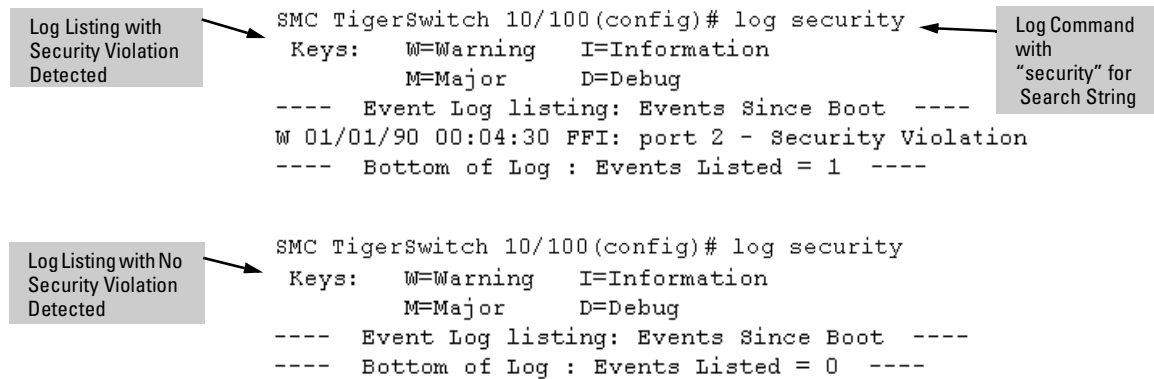 Log Listing with
Security Violation
Detected
SMC TigerSwitch 10/100(config)# log security
Keys:   W=Warning   I=Information
M=Major   D=Debug
---- Event Log listing: Events Since Boot ----
W 01/01/90 00:04:30 FFI: port 2 - Security Violation
---- Bottom of Log : Events Listed = 1 ----
Log Command
with
“security” for
Search String
Log Listing with No
Security Violation
Detected
SMC TigerSwitch 10/100(config)# log security
Keys:   W=Warning   I=Information
M=Major   D=Debug
---- Event Log listing: Events Since Boot ----
---- Bottom of Log : Events Listed = 0 ----